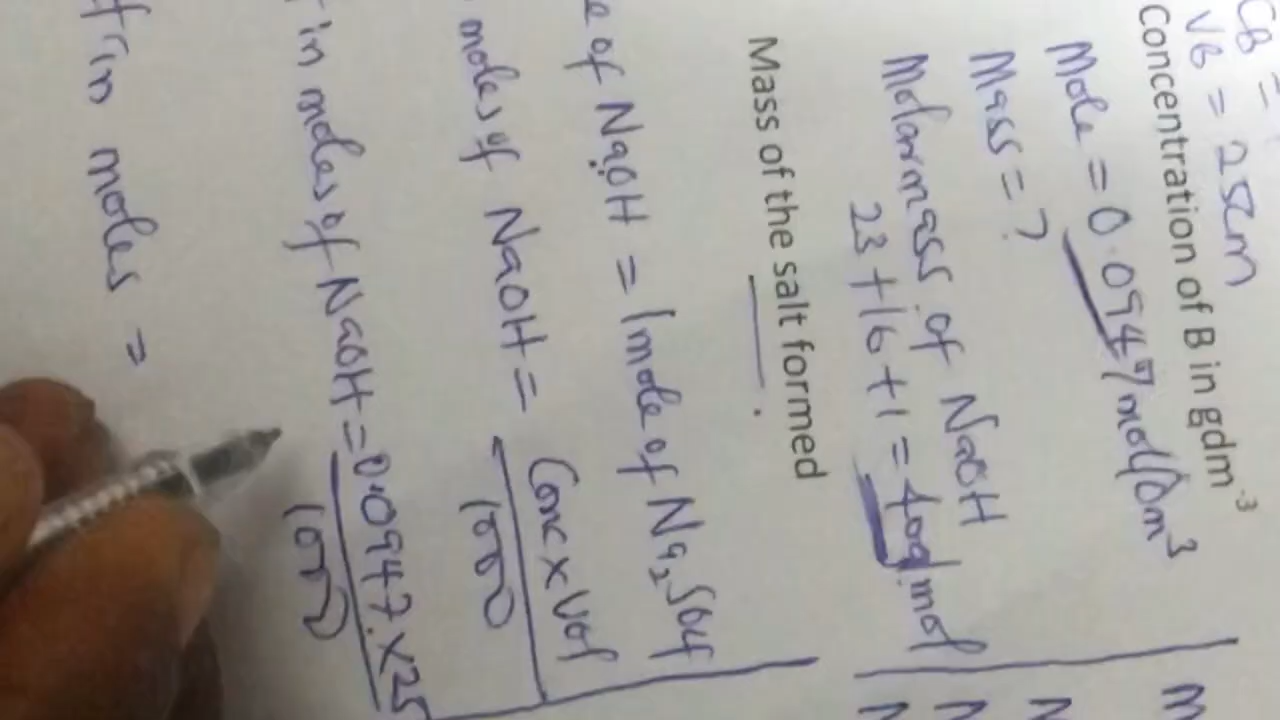 CB =
VB = 25cm
Concentration of B in gdm⁻³
Mole = 0.0947mol/Dm³
Mass = ?
Molarmass of NaOH
23 + 16 + 1 = 40g/mol
Mass of the salt formed
e of NaOH = 1mole of Na₂SO4
moles of NaOH = Conc x Vol
1000
in moles of NaOH = 0.0947 x 25
1000
in moles =